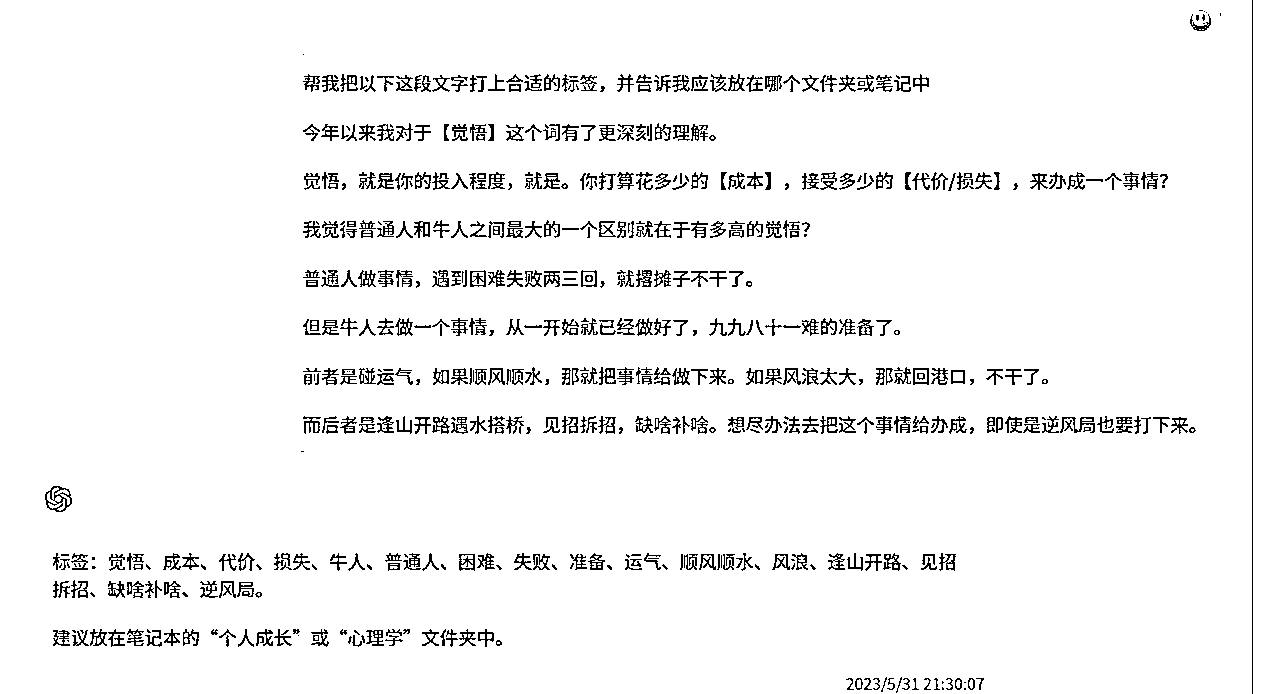 帮我把以下这段文字打上合适的标签，并告诉我应该放在哪个文件夹或笔记中
今年以来我对于【觉悟】这个词有了更深刻的理解。
觉悟，就是你的投入程度，就是。你打算花多少的【成本】，接受多少的【代价/损失】，来办成一个事情？
我觉得普通人和牛人之间最大的一个区别就在于有多高的觉悟？
普通人做事情，遇到困难失败两三回，就撂摊子不干了。
但是牛人去做一个事情，从一开始就已经做好了，九九八十一难的准备了。
前者是碰运气，如果顺风顺水，那就把事情给做下来。如果风浪太大，那就回港口，不干了。
而后者是逢山开路遇水搭桥，见招拆招，缺啥补啥。想尽办法去把这个事情给办成，即使是逆风局也要打下来。
标签：觉悟、成本、代价、损失、牛人、普通人、困难、失败、准备、运气、顺风顺水、风浪、逢山开路、见招
拆招、缺啥补啥、逆风局。
建议放在笔记本的“个人成长”或“心理学”文件夹中。
2023/5/31 21:30:07